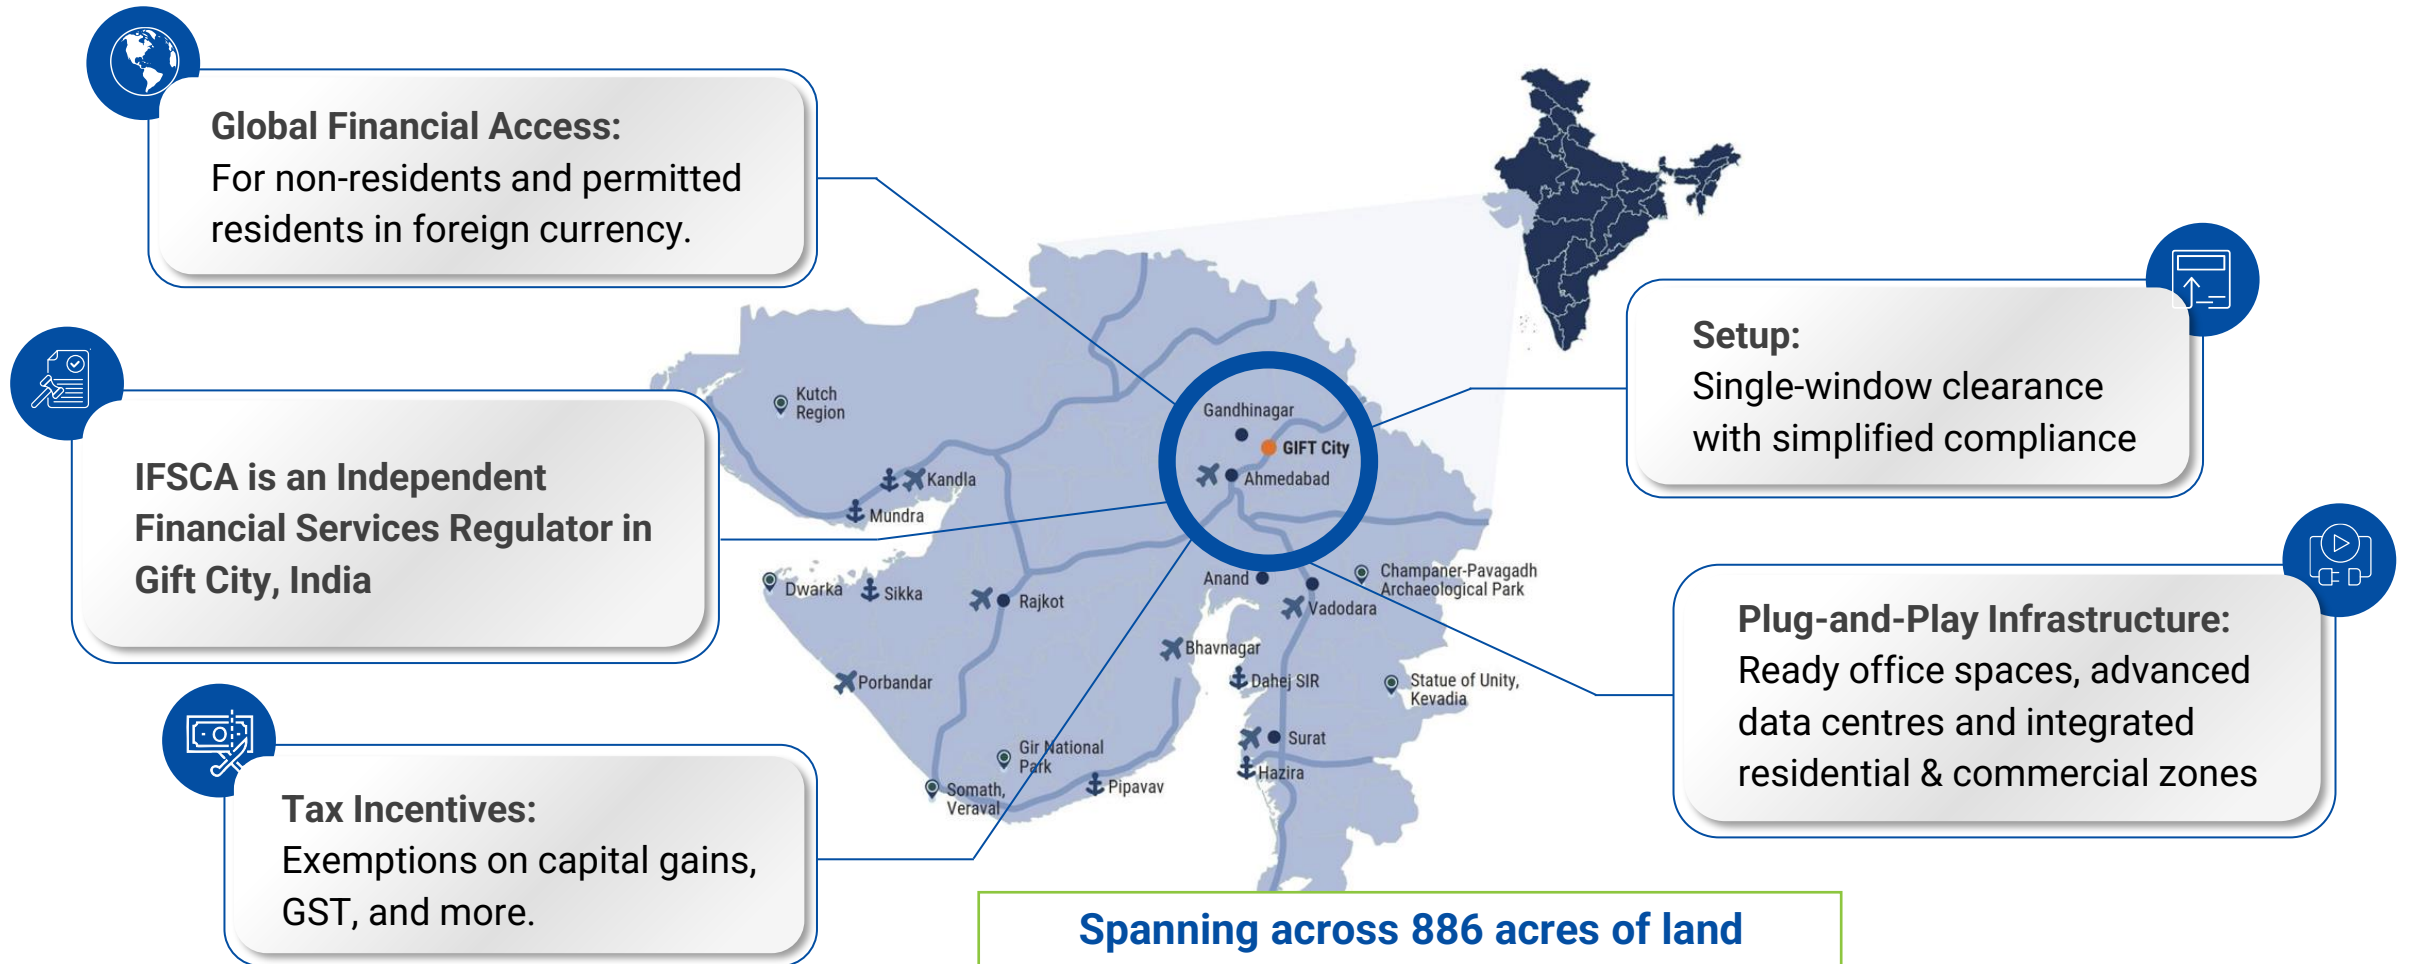 Global Financial Access:
For non-residents and permitted
residents in foreign currency.
IFSCA is an Independent
Financial Services Regulator in
Gift City, India
Tax Incentives:
Exemptions on capital gains,
GST, and more.
Setup:
Single-window clearance
with simplified compliance
Plug-and-Play Infrastructure:
Ready office spaces, advanced
data centres and integrated
residential & commercial zones
Kutch
Region
Gandhinagar
GIFT City
Ahmedabad
Kandla
Mundra
Dwarka
Sikka
Rajkot
Anand
Vadodara
Champaner-Pavagadh
Archaeological Park
Bhavnagar
Porbandar
Dahej SIR
Statue of Unity,
Kevadia
Surat
Gir National
Park
Hazira
Somath,
Veraval
Pipavav
Spanning across 886 acres of land